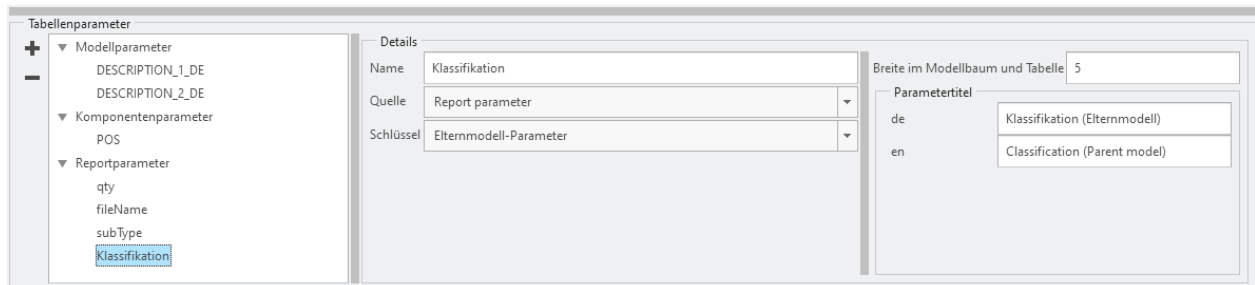 Tabellenparameter
Modellparameter
DESCRIPTION_1_DE
DESCRIPTION_2_DE
Komponentenparameter
POS
Reportparameter
qty
fileName
subType
Klassifikation
Details
Name Klassifikation
Quelle Report parameter
Schlüssel Elternmodell-Parameter
Breite im Modellbaum und Tabelle 5
Parametertitel
de Klassifikation (Elternmodell)
en Classification (Parent model)